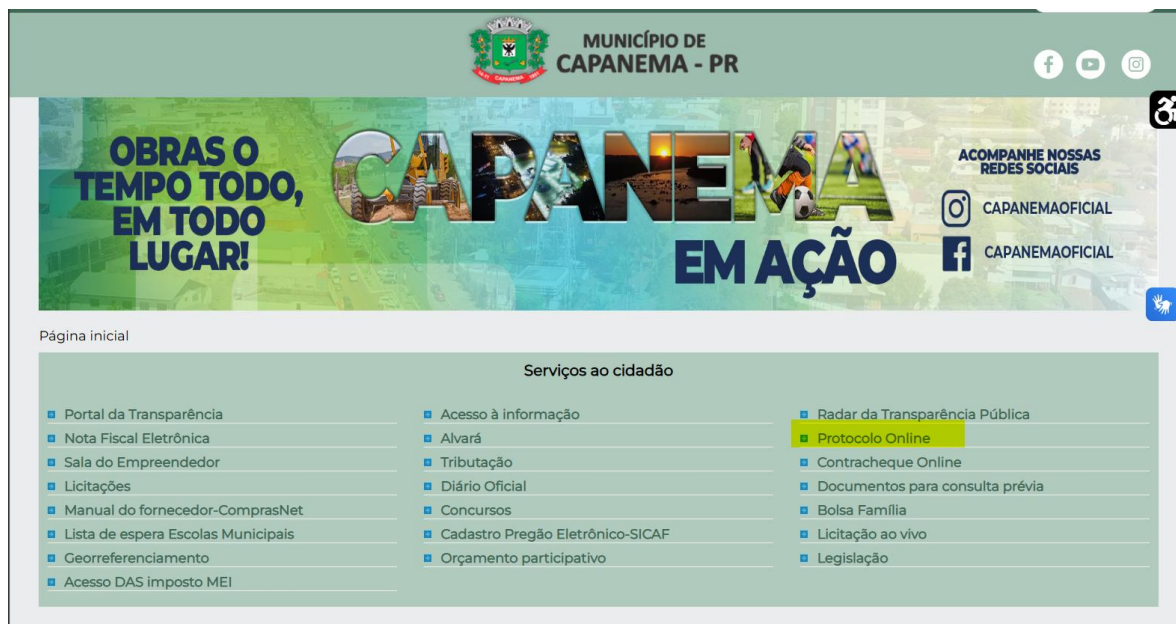 MUNICÍPIO DE
CAPANEMA - PR
OBRAS O
TEMPO TODO,
EM TODO
LUGAR!
CAPANEMA
EM AÇÃO
ACOMPANHE NOSSAS
REDES SOCIAIS
CAPANEMAOFICIAL
CAPANEMAOFICIAL
Página inicial
Serviços ao cidadão
Portal da Transparência
Nota Fiscal Eletrônica
Sala do Empreendedor
Licitações
Manual do fornecedor-ComprasNet
Lista de espera Escolas Municipais
Georreferenciamento
Acesso DAS imposto MEI
Acesso à informação
Alvará
Tributação
Diário Oficial
Concursos
Cadastro Pregão Eletrônico-SICAF
Orçamento participativo
Radar da Transparência Pública
Protocolo Online
Contracheque Online
Documentos para consulta prévia
Bolsa Família
Licitação ao vivo
Legislação